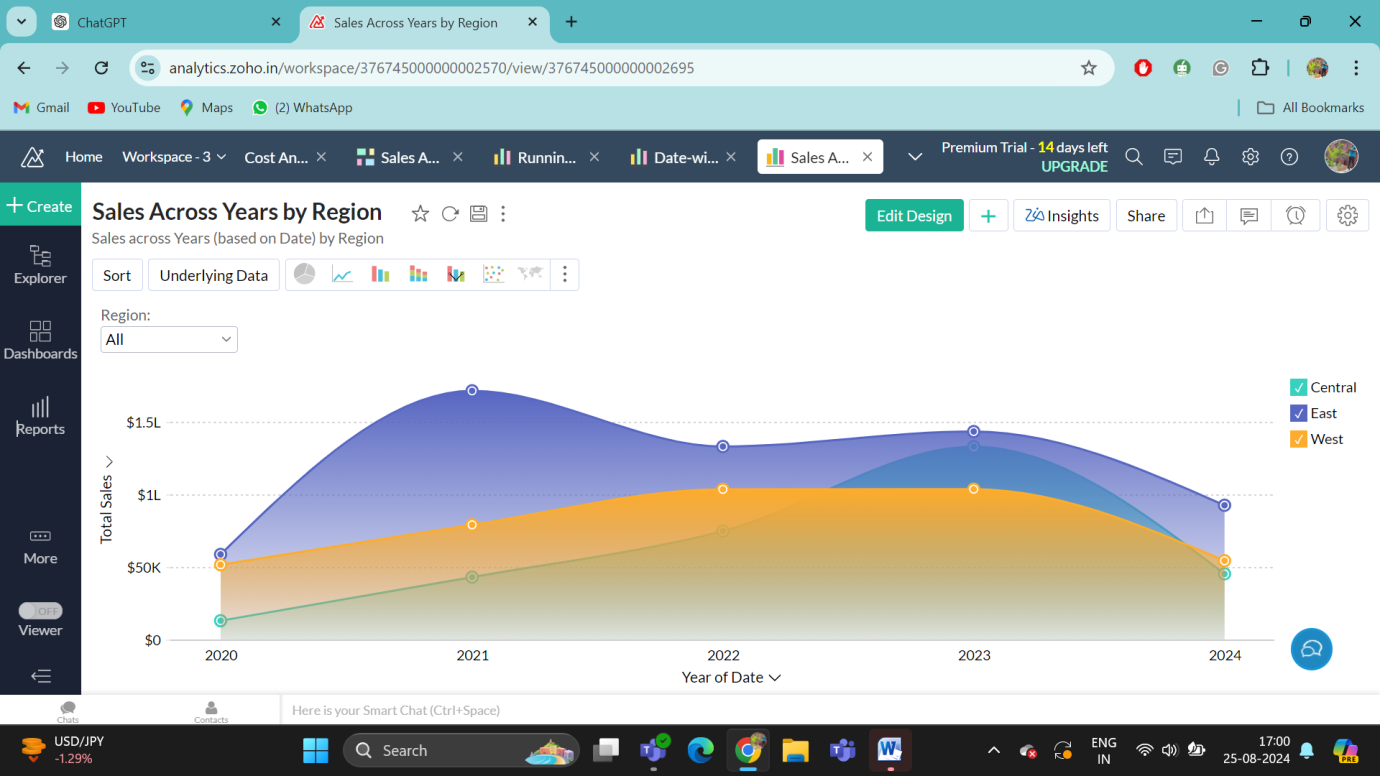 ChatGPT
Sales Across Years by Region
analytics.zoho.in/workspace/376745000000002570/view/376745000000002695
Gmail
YouTube
Maps
(2) WhatsApp
All Bookmarks
Home
Workspace - 3
Cost An...
Sales A...
Runnin...
Date-wi...
Sales A...
Premium Trial - 14 days left
UPGRADE
Create
Explorer
Dashboards
Reports
More
OFF
Viewer
Sales Across Years by Region
Sales across Years (based on Date) by Region
Edit Design
Insights
Share
Sort
Underlying Data
Region:
All
Total Sales
$1.5L
$1L
$50K
$0
2020
2021
2022
2023
2024
Year of Date
Central
East
West
Chats
Contacts
Here is your Smart Chat (Ctrl+Space)
USD/JPY
-1.29%
Search
ENG
IN
17:00
25-08-2024
PRE